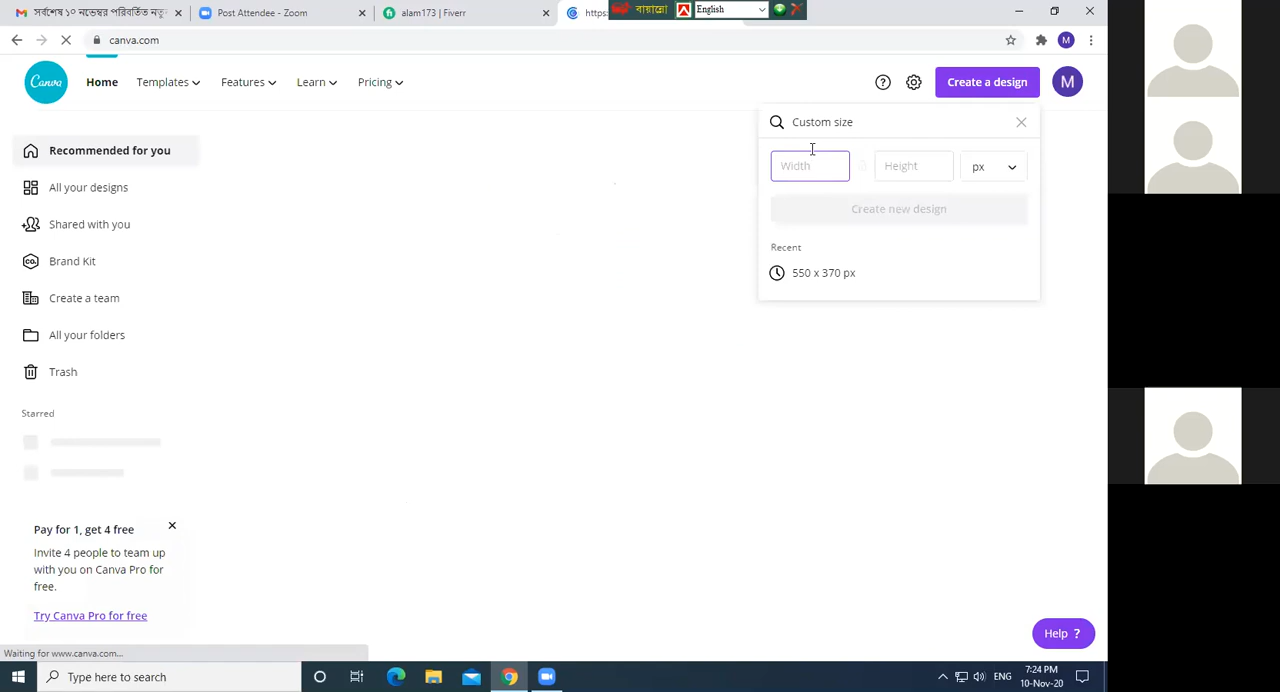 সর্বশেষ ১০ নভেম্বর পরিবর্তিত নতু
Post Attendee - Zoom
alam173 | Fiverr
https:
বায়ান্নো
English
canva.com
M
Canva
Home
Templates
Features
Learn
Pricing
?
Create a design
M
Custom size
Width
Height
px
Create new design
Recent
550 x 370 px
Recommended for you
All your designs
Shared with you
CO.
Brand Kit
Create a team
All your folders
Trash
Starred
Pay for 1, get 4 free
Invite 4 people to team up
with you on Canva Pro for
free.
Try Canva Pro for free
Help ?
Waiting for www.canva.com...
Type here to search
ENG
7:24 PM
10-Nov-20